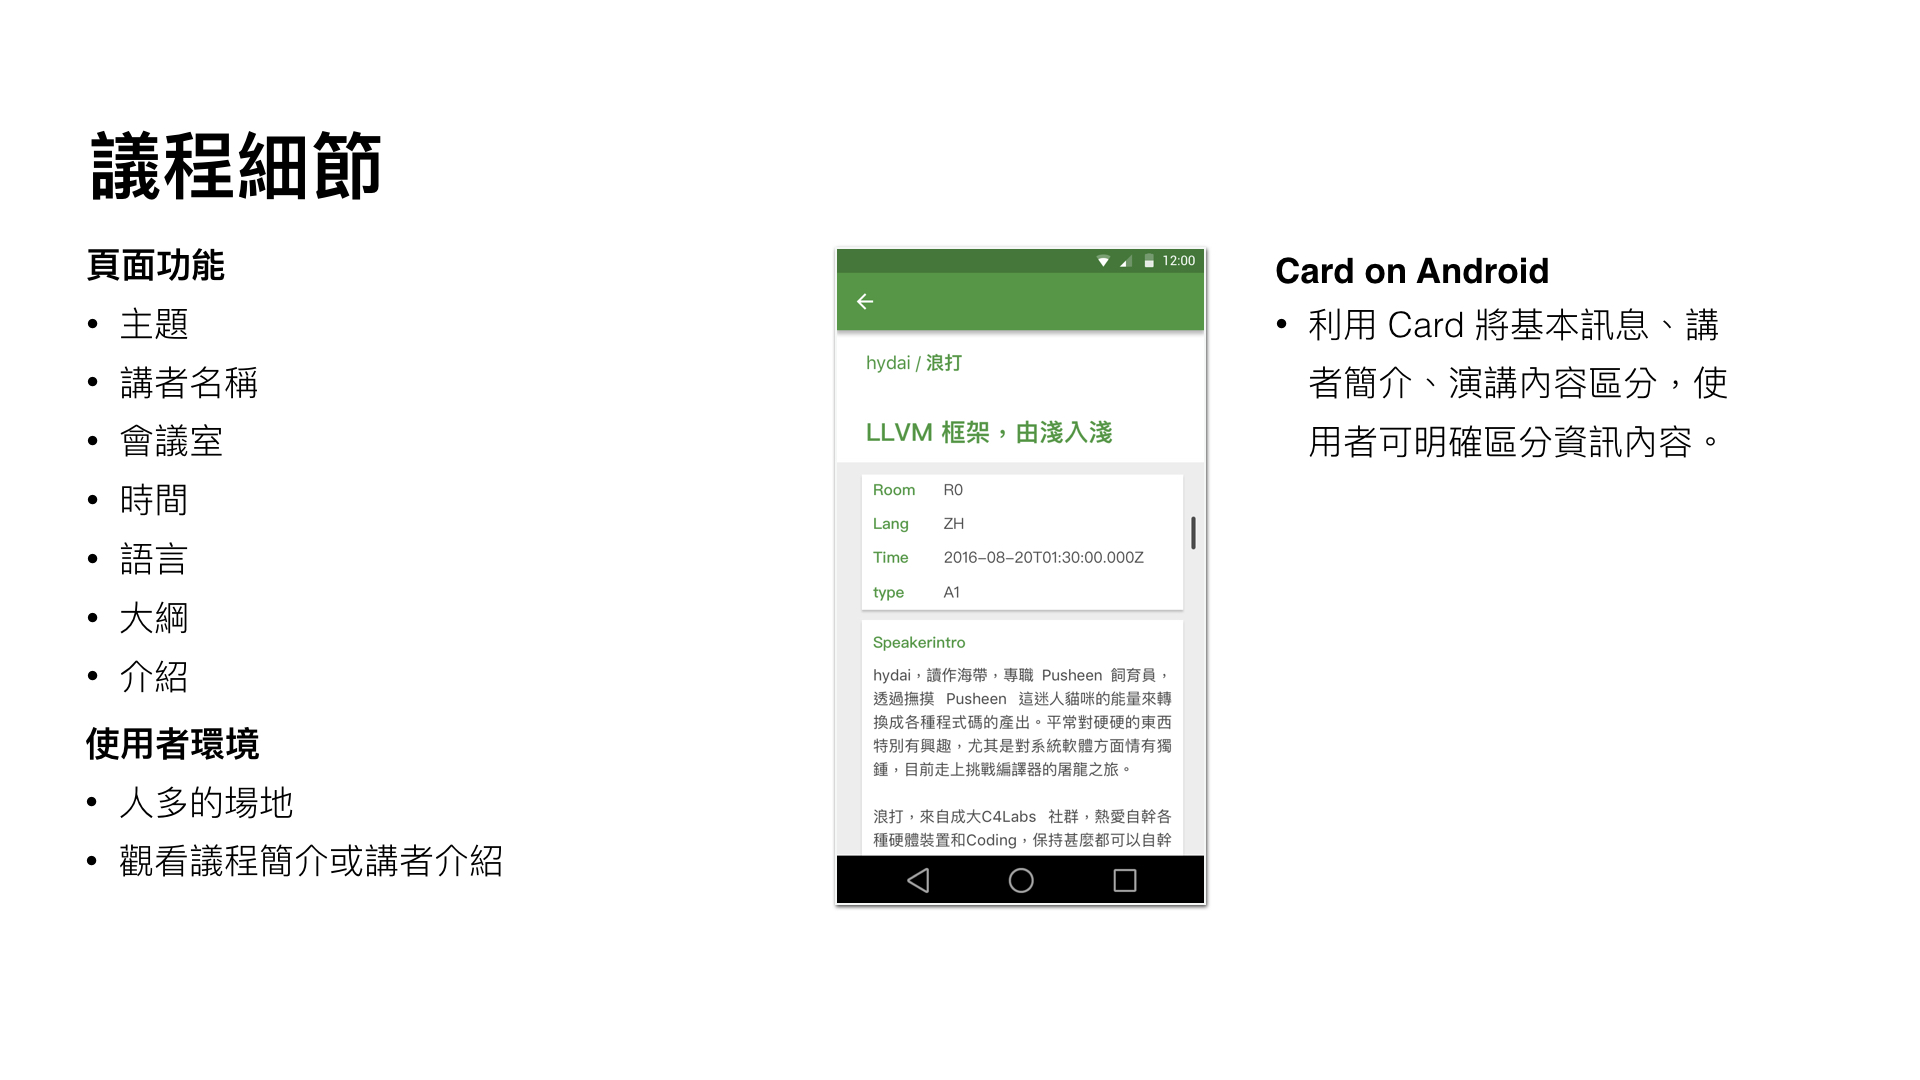 議程細節
頁面功能
• 主題
• 講者名稱
• 會議室
• 時間
• 語言
• 大綱
• 介紹
使用者環境
• 人多的場地
• 觀看議程簡介或講者介紹
12:00
hydai / 浪打
LLVM 框架，由淺入淺
Room R0
Lang ZH
Time 2016-08-20T01:30:00.000Z
type A1
Speakerintro
hydai，讀作海帶，專職 Pusheen 飼育員，
透過撫摸 Pusheen 這迷人貓咪的能量來轉
換成各種程式碼的產出。平常對硬硬的東西
特別有興趣，尤其是對系統軟體方面情有獨
鍾，目前走上挑戰編譯器的屠龍之旅。
浪打，來自成大C4Labs 社群，熱愛自幹各
種硬體裝置和Coding，保持甚麼都可以自幹
Card on Android
• 利用 Card 將基本訊息、講
者簡介、演講內容區分，使
用者可明確區分資訊內容。